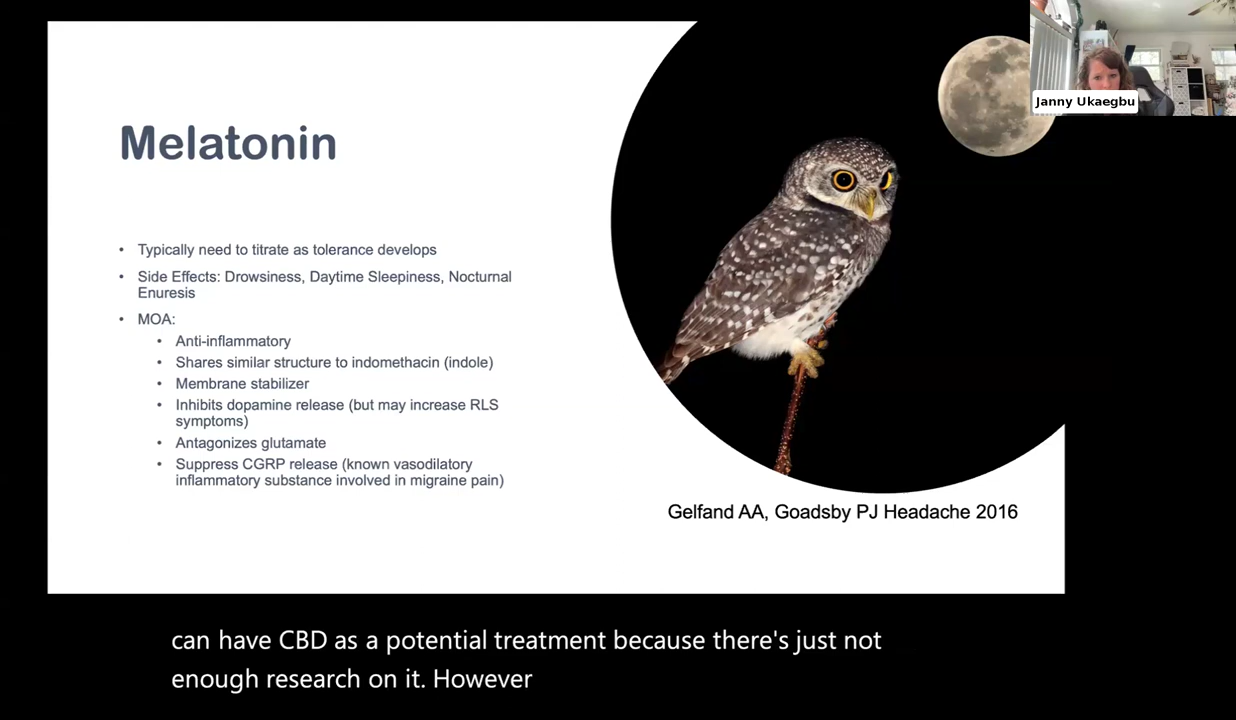 Janny Ukaegbu
Melatonin
• Typically need to titrate as tolerance develops
• Side Effects: Drowsiness, Daytime Sleepiness, Nocturnal
Enuresis
• MOA:
• Anti-inflammatory
• Shares similar structure to indomethacin (indole)
• Membrane stabilizer
• Inhibits dopamine release (but may increase RLS
symptoms)
• Antagonizes glutamate
• Suppress CGRP release (known vasodilatory
inflammatory substance involved in migraine pain)
Gelfand AA, Goadsby PJ Headache 2016
can have CBD as a potential treatment because there's just not
enough research on it. However